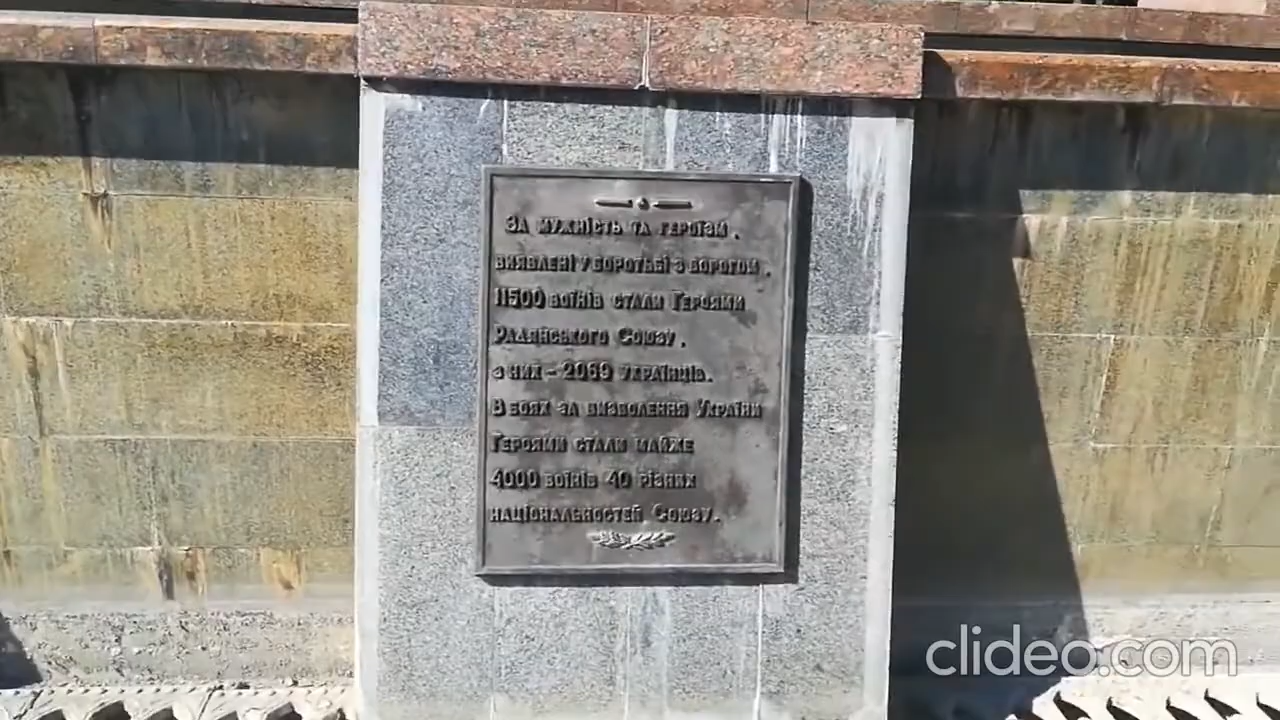 За мужність та героїзм,
виявлені у боротьбі з ворогом,
11500 воїнів стали Героями
Радянського Союзу,
з них – 2069 українців.
В боях за визволення України
Героями стали майже
4000 воїнів 40 різних
національностей Союзу.
clideo.com